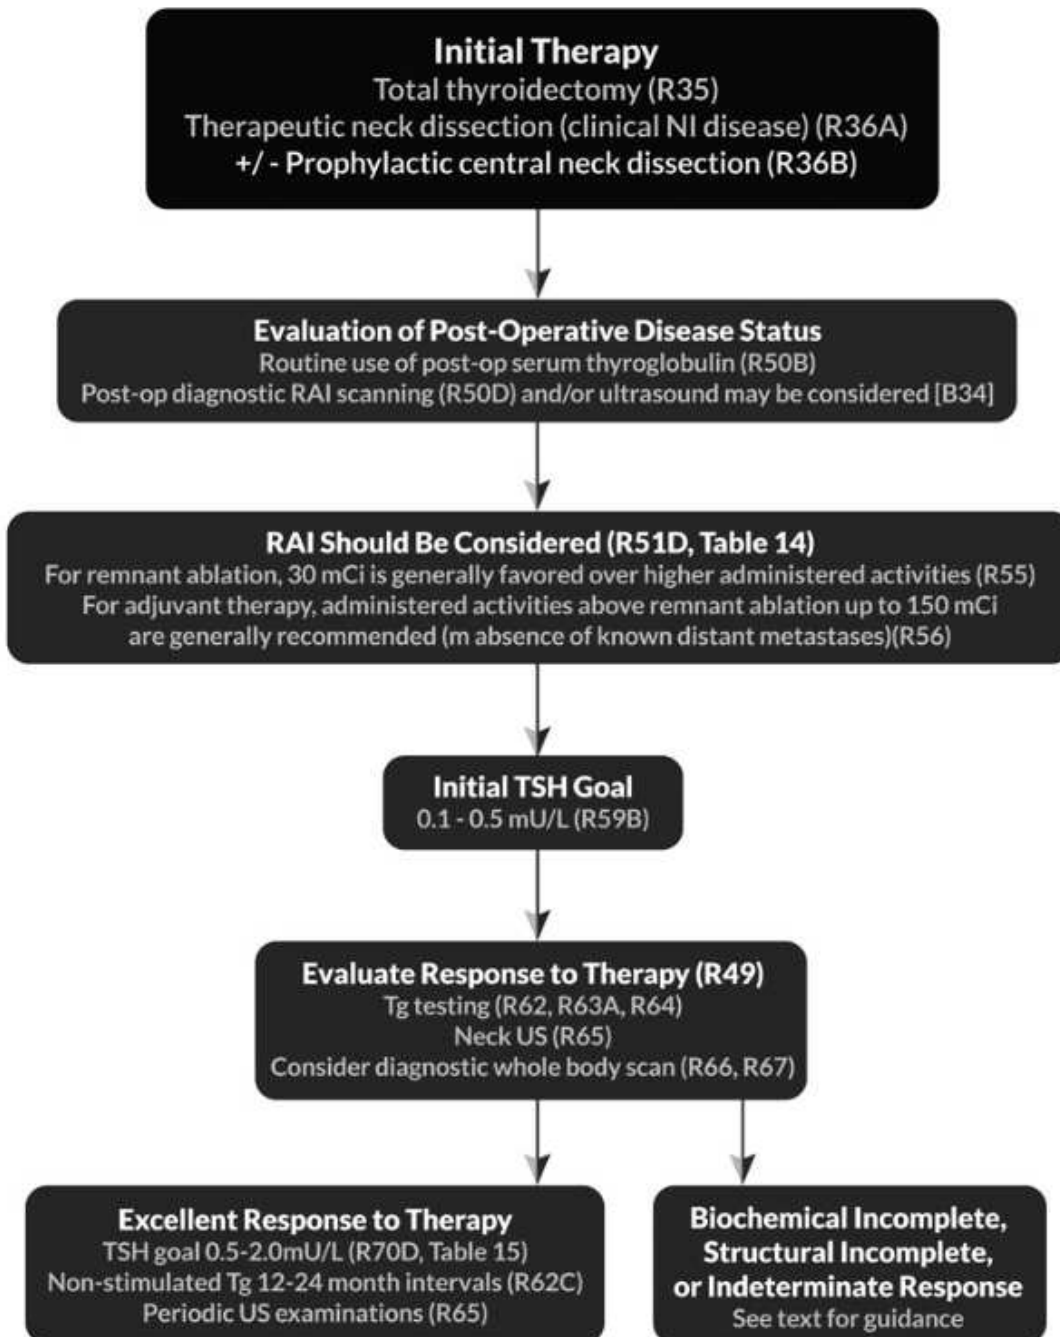 Initial Therapy
Total thyroidectomy (R35)
Therapeutic neck dissection (clinical NI disease) (R36A)
+/ - Prophylactic central neck dissection (R36B)
Evaluation of Post-Operative Disease Status
Routine use of post-op serum thyroglobulin (R50B)
Post-op diagnostic RAI scanning (R50D) and/or ultrasound may be considered [B34]
RAI Should Be Considered (R51D, Table 14)
For remnant ablation, 30 mCi is generally favored over higher administered activities (R55)
For adjuvant therapy, administered activities above remnant ablation up to 150 mCi
are generally recommended (m absence of known distant metastases)(R56)
Initial TSH Goal
0.1 - 0.5 mU/L (R59B)
Evaluate Response to Therapy (R49)
Tg testing (R62, R63A, R64)
Neck US (R65)
Consider diagnostic whole body scan (R66, R67)
Excellent Response to Therapy
TSH goal 0.5-2.0mU/L (R70D, Table 15)
Non-stimulated Tg 12-24 month intervals (R62C)
Periodic US examinations (R65)
Biochemical Incomplete,
Structural Incomplete,
or Indeterminate Response
See text for guidance